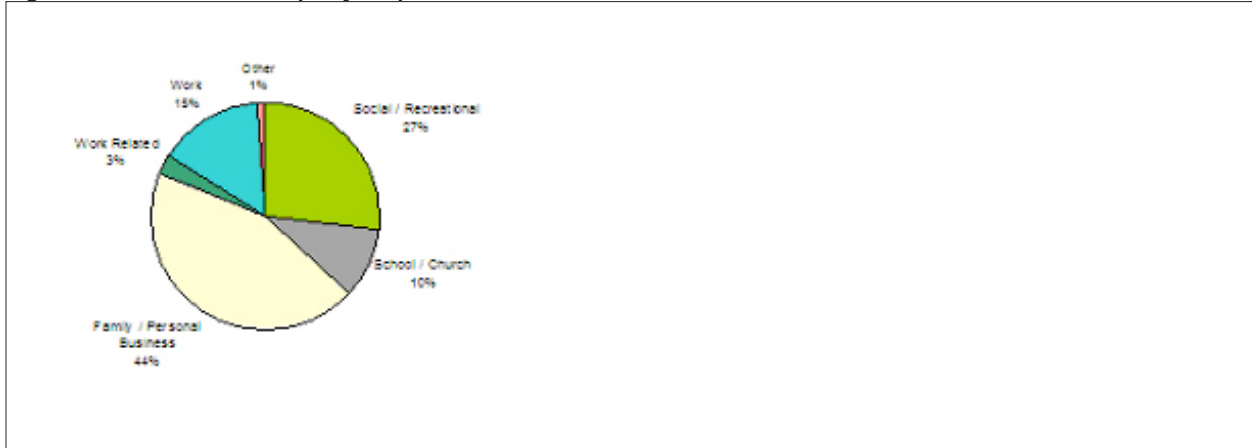 Other
1%
Work
15%
Social / Recreational
27%
Work Related
3%
School / Church
10%
Family / Personal
Business
44%